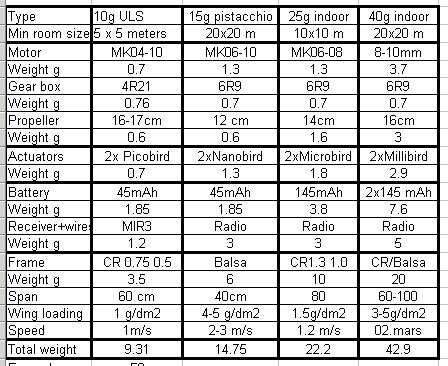 Type 10g ULS 15g pistacchio 25g indoor 40g indoor
Min room size 5 x 5 meters 20x20 m 10x10 m 20x20 m
Motor MK04-10 MK06-10 MK06-08 8-10mm
Weight g 0.7 1.3 1.3 3.7
Gear box 4R21 6R9 6R9 6R9
Weight g 0.76 0.7 0.7 0.7
Propeller 16-17cm 12 cm 14cm 16cm
Weight g 0.6 0.6 1.6 3
Actuators 2x Picobird 2xNanobird 2xMicrobird 2xMillibird
Weight g 0.7 1.3 1.8 2.9
Battery 45mAh 45mAh 145mAh 2x145 mAh
Weight g 1.85 1.85 3.8 7.6
Receiver+wires MIR3 Radio Radio Radio
Weight g 1.2 3 3 5
Frame CR 0.75 0.5 Balsa CR1.3 1.0 CR/Balsa
Weight g 3.5 6 10 20
Span 60 cm 40cm 80 60-100
Wing loading 1 g/dm2 4-5 g/dm2 1.5g/dm2 3-5g/dm2
Speed 1m/s 2-3 m/s 1.2 m/s 02.mars
Total weight 9.31 14.75 22.2 42.9